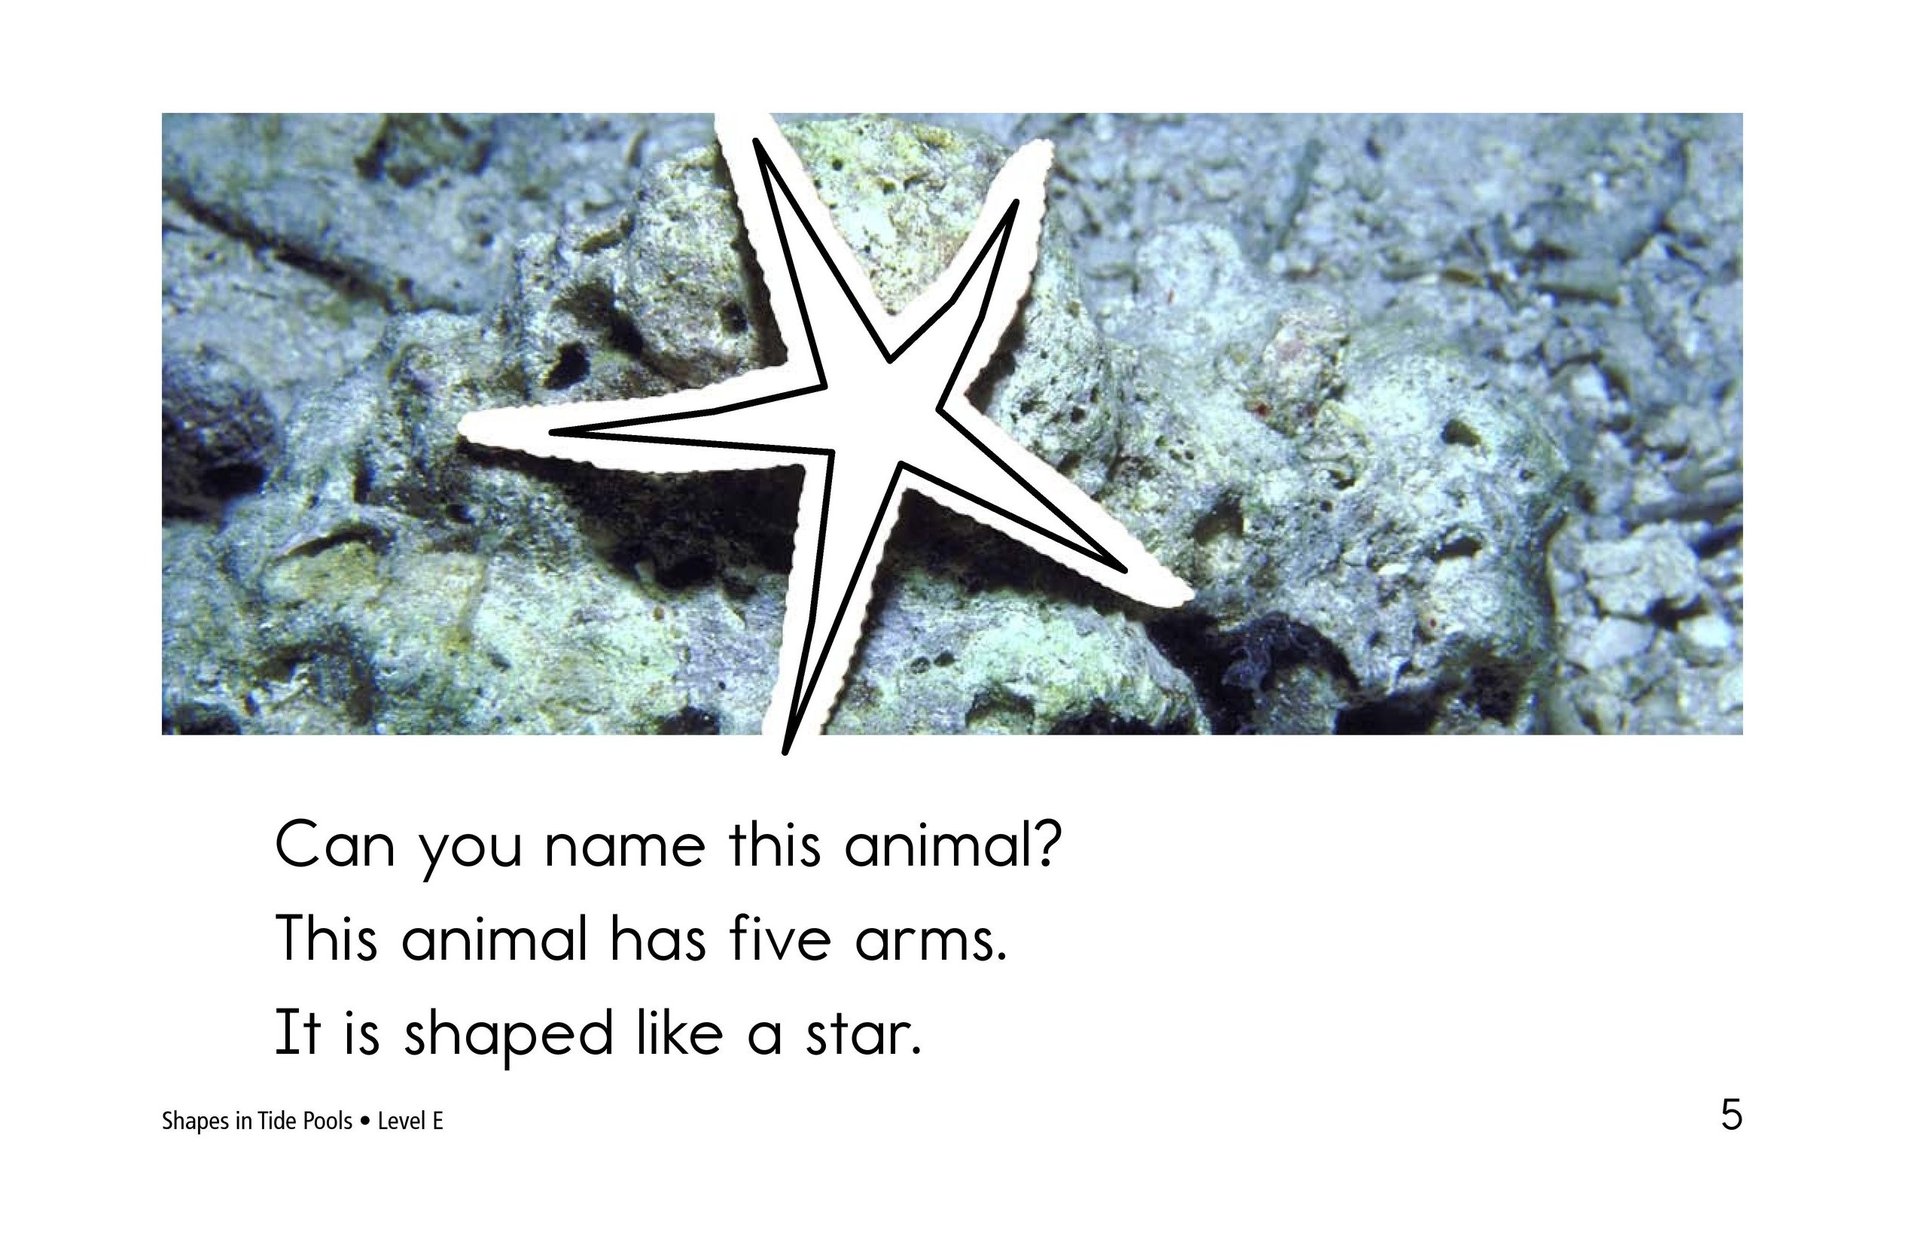 Can you name this animal?
This animal has five arms.
It is shaped like a star.
Shapes in Tide Pools • Level E
5